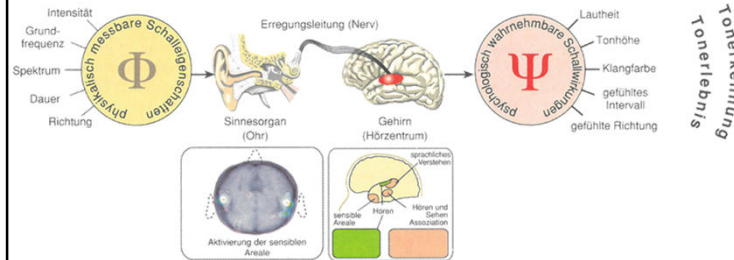 Intensität
Grund-
frequenz
Spektrum
Dauer
Richtung
physikalisch messbare Schalleigenschaften
Φ
Erregungsleitung (Nerv)
Sinnesorgan
(Ohr)
Gehirn
(Hörzentrum)
psychologisch wahrnehmbare Schallwirkungen
Ψ
Lautheit
Tonhöhe
Klangfarbe
gefühltes
Intervall
gefühlte Richtung
Tonerkennung
Tonerlebnis
Aktivierung der sensiblen
Areale
sprachliches
Verstehen
sensible
Areale
Hören
Hören und
Sehen
Assoziation